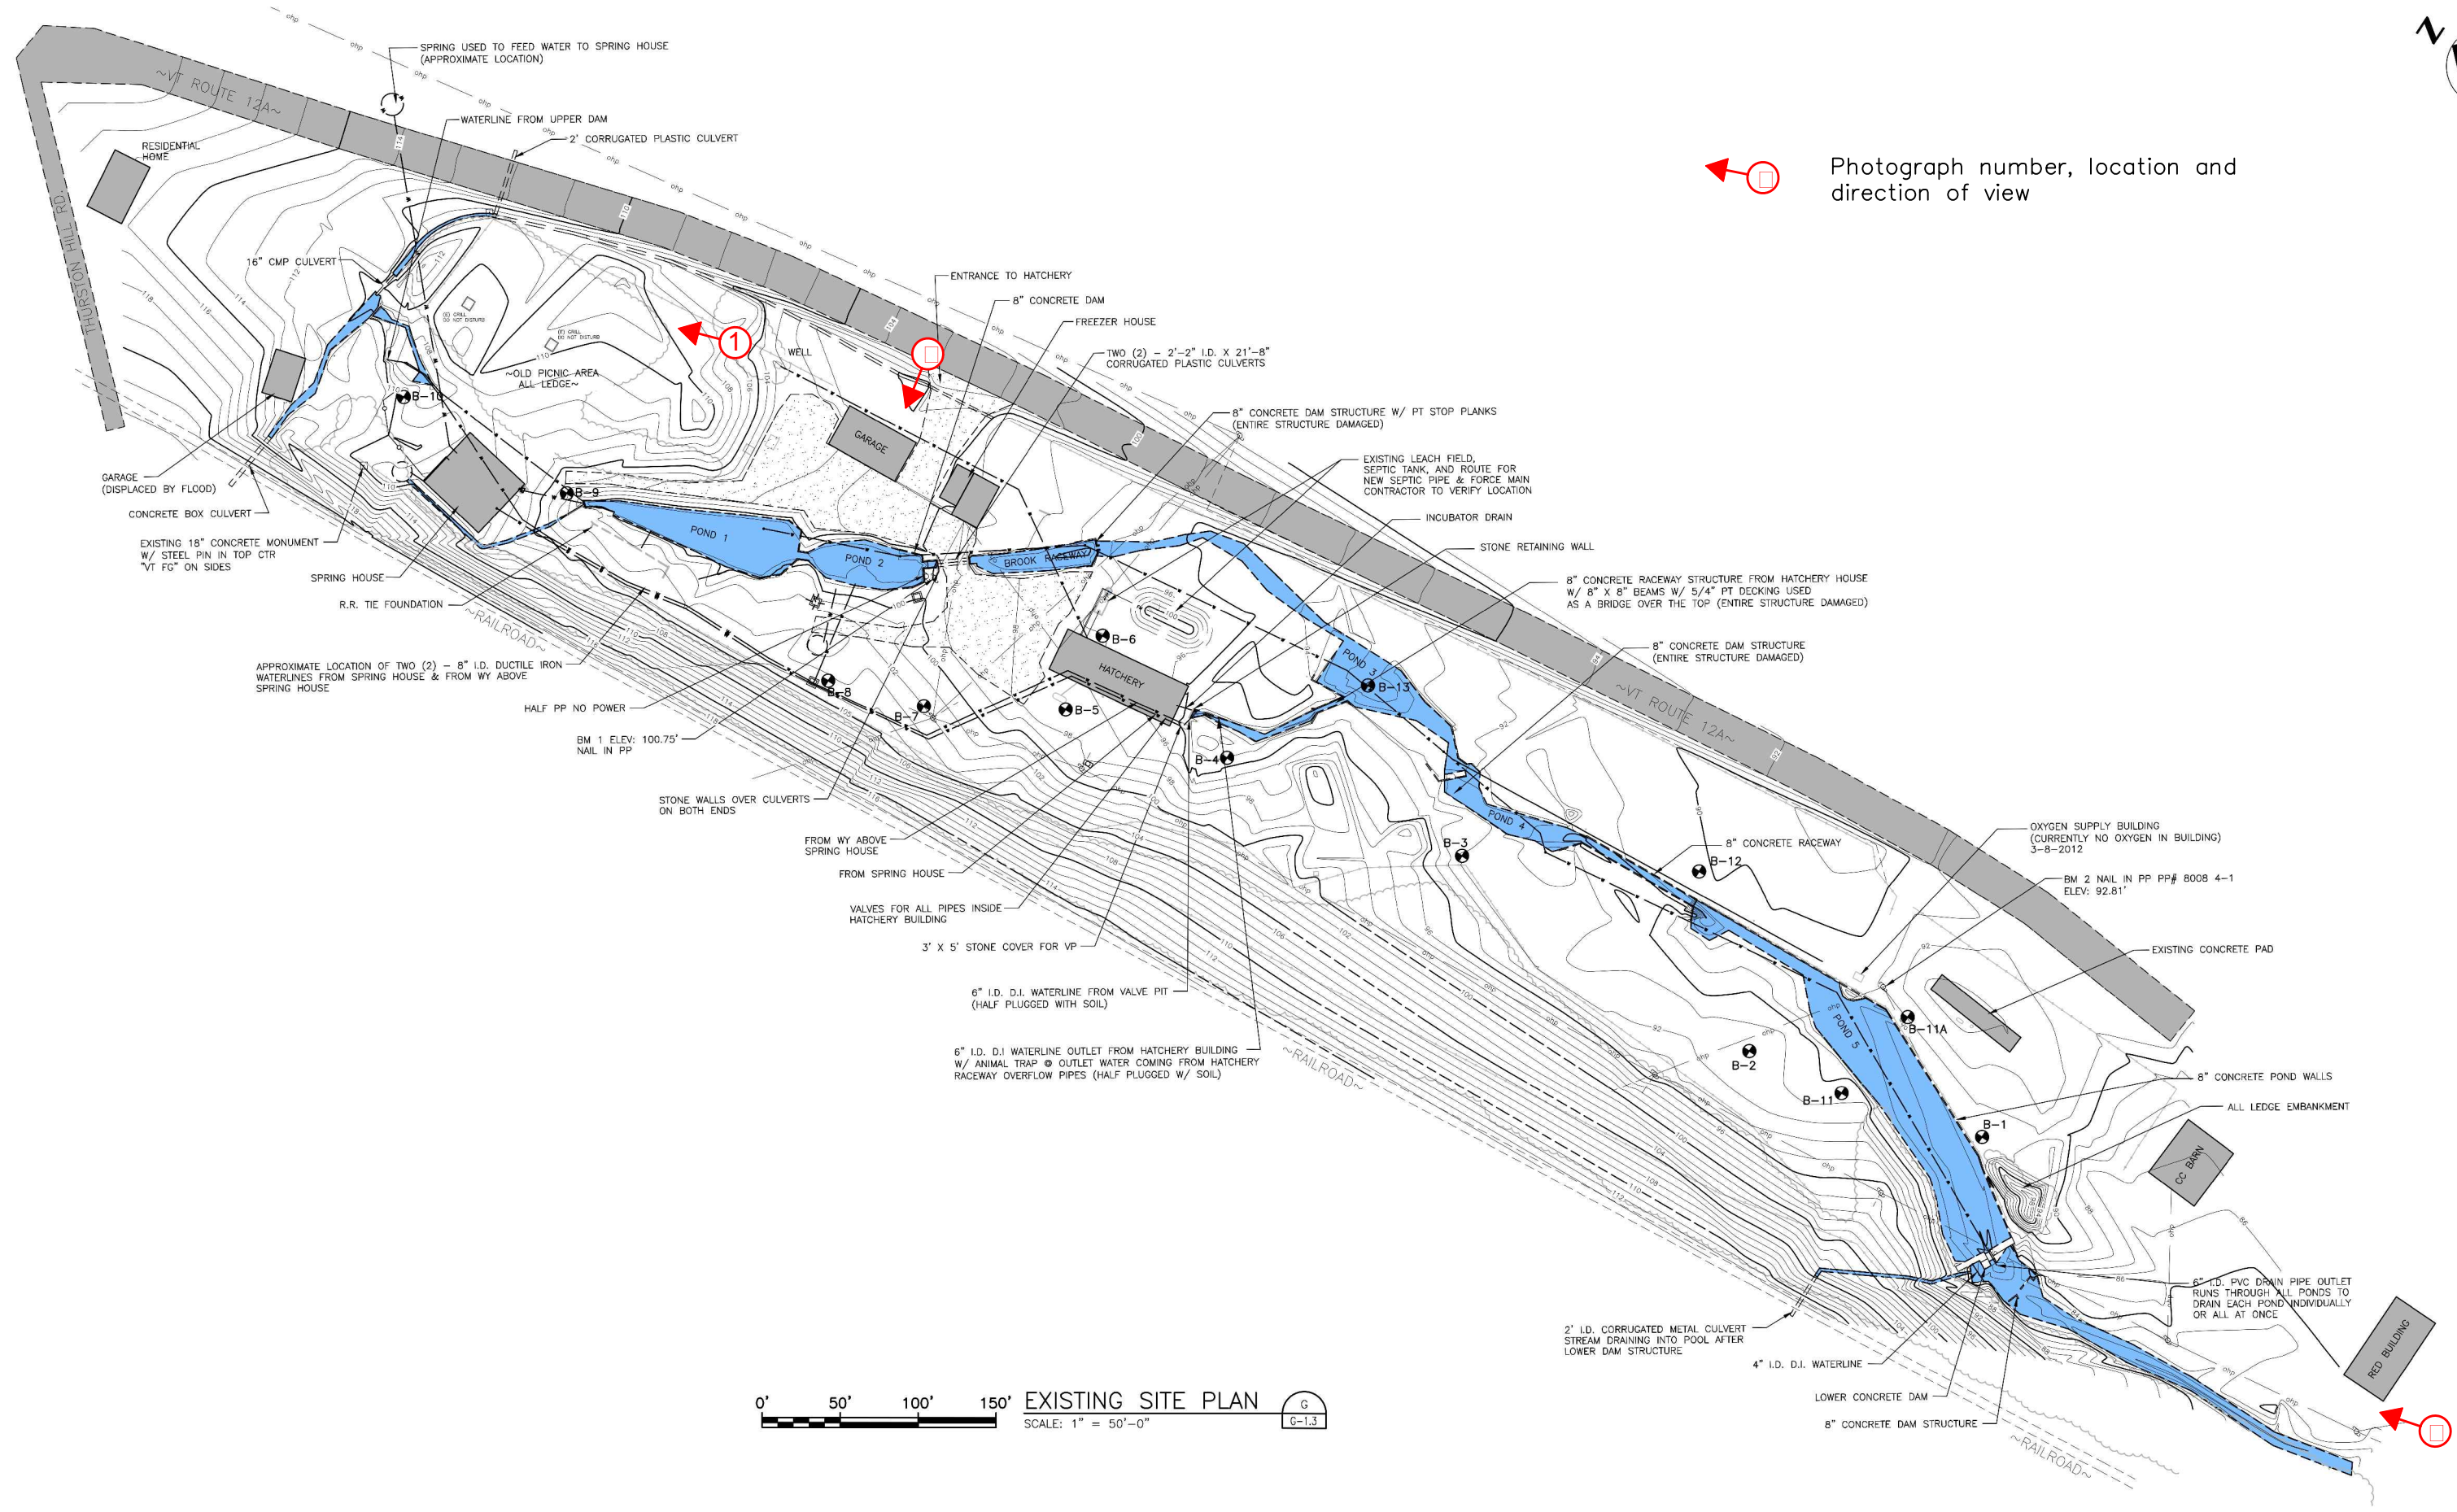 N
SPRING USED TO FEED WATER TO SPRING HOUSE
(APPROXIMATE LOCATION)
~VT ROUTE 12A~
WATERLINE FROM UPPER DAM
2' CORRUGATED PLASTIC CULVERT
RESIDENTIAL
HOME
THURSTON HILL RD.
Photograph number, location and
direction of view
16" CMP CULVERT
(E) GRILL
DO NOT DISTURB
(E) GRILL
DO NOT DISTURB
~OLD PICNIC AREA
ALL LEDGE~
1
WELL
ENTRANCE TO HATCHERY
8" CONCRETE DAM
FREEZER HOUSE
TWO (2) - 2'-2" I.D. X 21'-8"
CORRUGATED PLASTIC CULVERTS
GARAGE
8" CONCRETE DAM STRUCTURE W/ PT STOP PLANKS
(ENTIRE STRUCTURE DAMAGED)
EXISTING LEACH FIELD,
SEPTIC TANK, AND ROUTE FOR
NEW SEPTIC PIPE & FORCE MAIN
CONTRACTOR TO VERIFY LOCATION
INCUBATOR DRAIN
STONE RETAINING WALL
8" CONCRETE RACEWAY STRUCTURE FROM HATCHERY HOUSE
W/ 8" X 8" BEAMS W/ 5/4" PT DECKING USED
AS A BRIDGE OVER THE TOP (ENTIRE STRUCTURE DAMAGED)
8" CONCRETE DAM STRUCTURE
(ENTIRE STRUCTURE DAMAGED)
B-10
B-9
GARAGE
(DISPLACED BY FLOOD)
CONCRETE BOX CULVERT
EXISTING 18" CONCRETE MONUMENT
W/ STEEL PIN IN TOP CTR
"VT FG" ON SIDES
SPRING HOUSE
R.R. TIE FOUNDATION
~RAILROAD~
POND 1
POND 2
BROOK RACEWAY
B-6
HATCHERY
POND 3
B-13
APPROXIMATE LOCATION OF TWO (2) - 8" I.D. DUCTILE IRON
WATERLINES FROM SPRING HOUSE & FROM WY ABOVE
SPRING HOUSE
HALF PP NO POWER
BM 1 ELEV: 100.75'
NAIL IN PP
B-8
B-7
B-5
B-4
~VT ROUTE 12A~
STONE WALLS OVER CULVERTS
ON BOTH ENDS
FROM WY ABOVE
SPRING HOUSE
FROM SPRING HOUSE
VALVES FOR ALL PIPES INSIDE
HATCHERY BUILDING
3' X 5' STONE COVER FOR VP
6" I.D. D.I. WATERLINE FROM VALVE PIT
(HALF PLUGGED WITH SOIL)
6" I.D. D.I WATERLINE OUTLET FROM HATCHERY BUILDING
W/ ANIMAL TRAP @ OUTLET WATER COMING FROM HATCHERY
RACEWAY OVERFLOW PIPES (HALF PLUGGED W/ SOIL)
POND 4
B-3
8" CONCRETE RACEWAY
B-12
OXYGEN SUPPLY BUILDING
(CURRENTLY NO OXYGEN IN BUILDING)
3-8-2012
BM 2 NAIL IN PP PP# 8008 4-1
ELEV: 92.81'
EXISTING CONCRETE PAD
~RAILROAD~
POND 5
B-11A
B-2
B-11
B-1
8" CONCRETE POND WALLS
ALL LEDGE EMBANKMENT
CC BARN
6" I.D. PVC DRAIN PIPE OUTLET
RUNS THROUGH ALL PONDS TO
DRAIN EACH POND INDIVIDUALLY
OR ALL AT ONCE
RED BUILDING
2' I.D. CORRUGATED METAL CULVERT
STREAM DRAINING INTO POOL AFTER
LOWER DAM STRUCTURE
4" I.D. D.I. WATERLINE
LOWER CONCRETE DAM
8" CONCRETE DAM STRUCTURE
~RAILROAD~
0' 50' 100' 150'
EXISTING SITE PLAN
SCALE: 1" = 50'-0"
G
G-1.3